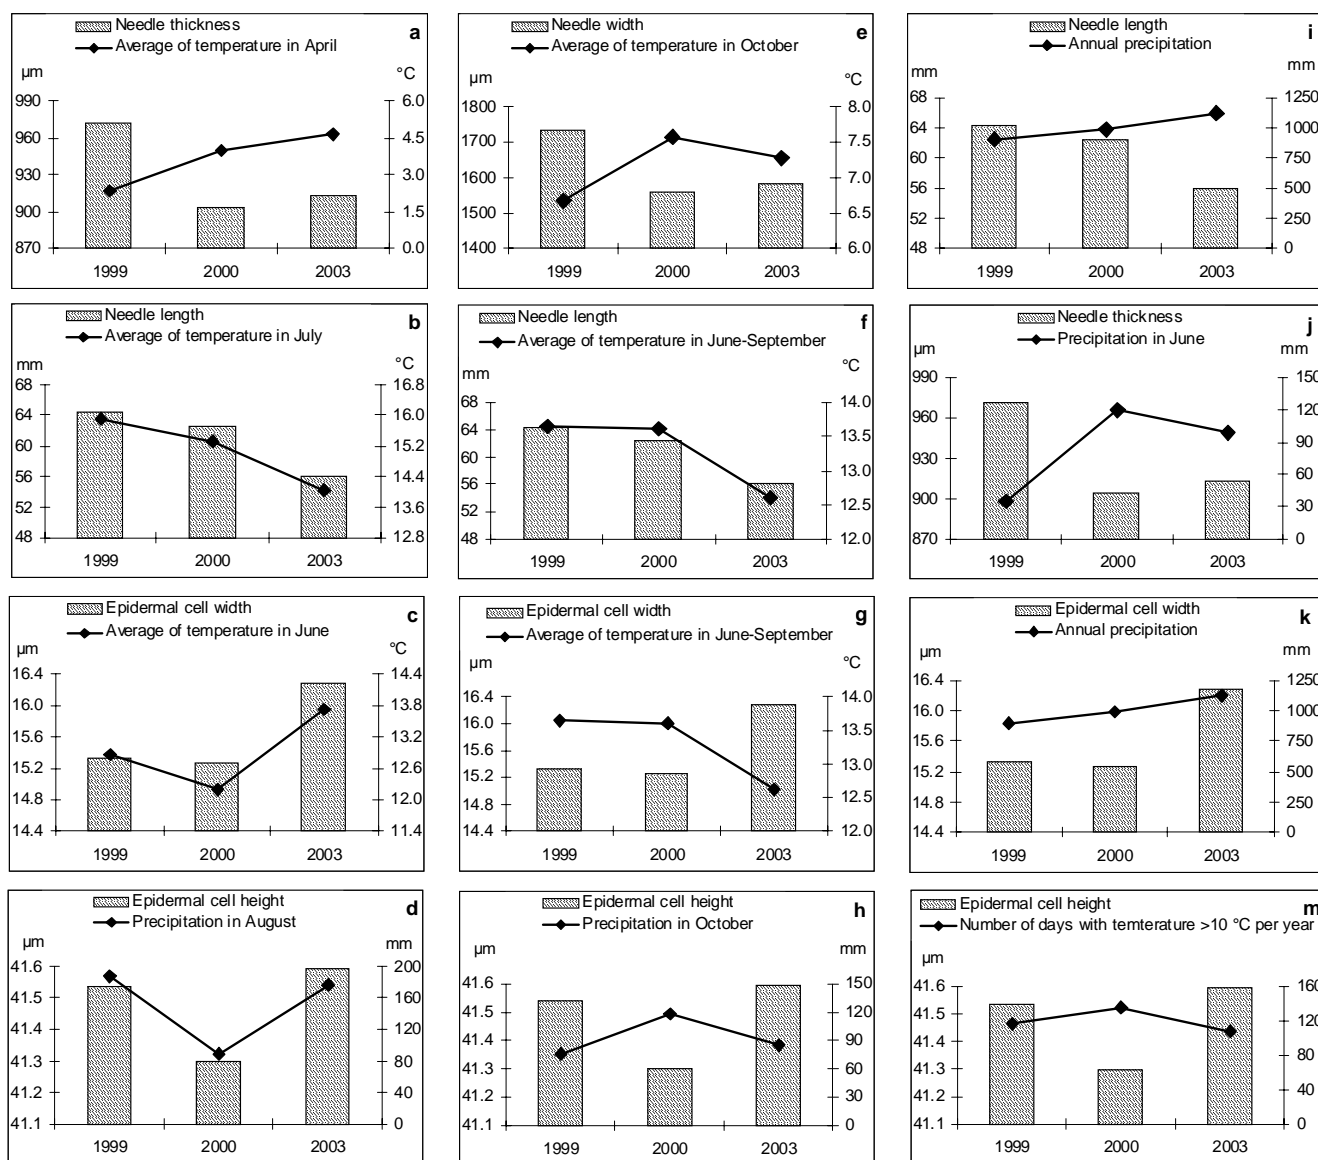 Needle thickness
Average of temperature in April
a
µm
°C
990
960
930
900
870
6.0
4.5
3.0
1.5
0.0
1999 2000 2003
Needle width
Average of temperature in October
e
µm
°C
1800
1700
1600
1500
1400
8.0
7.5
7.0
6.5
6.0
1999 2000 2003
Needle length
Annual precipitation
i
mm
mm
68
64
60
56
52
48
1250
1000
750
500
250
0
1999 2000 2003
Needle length
Average of temperature in July
b
mm
°C
68
64
60
56
52
48
16.8
16.0
15.2
14.4
13.6
12.8
1999 2000 2003
Needle length
Average of temperature in June-September
f
mm
°C
68
64
60
56
52
48
14.0
13.5
13.0
12.5
12.0
1999 2000 2003
Needle thickness
Precipitation in June
j
µm
mm
990
960
930
900
870
150
120
90
60
30
0
1999 2000 2003
Epidermal cell width
Average of temperature in June
c
µm
°C
16.4
16.0
15.6
15.2
14.8
14.4
14.4
13.8
13.2
12.6
12.0
11.4
1999 2000 2003
Epidermal cell width
Average of temperature in June-September
g
µm
°C
16.4
16.0
15.6
15.2
14.8
14.4
14.0
13.5
13.0
12.5
12.0
1999 2000 2003
Epidermal cell width
Annual precipitation
k
µm
mm
16.4
16.0
15.6
15.2
14.8
14.4
1250
1000
750
500
250
0
1999 2000 2003
Epidermal cell height
Precipitation in August
d
µm
mm
41.6
41.5
41.4
41.3
41.2
41.1
200
160
120
80
40
0
1999 2000 2003
Epidermal cell height
Precipitation in October
h
µm
mm
41.6
41.5
41.4
41.3
41.2
41.1
150
120
90
60
30
0
1999 2000 2003
Epidermal cell height
Number of days with temterature >10 °C per year
m
µm
41.6
41.5
41.4
41.3
41.2
41.1
160
120
80
40
0
1999 2000 2003